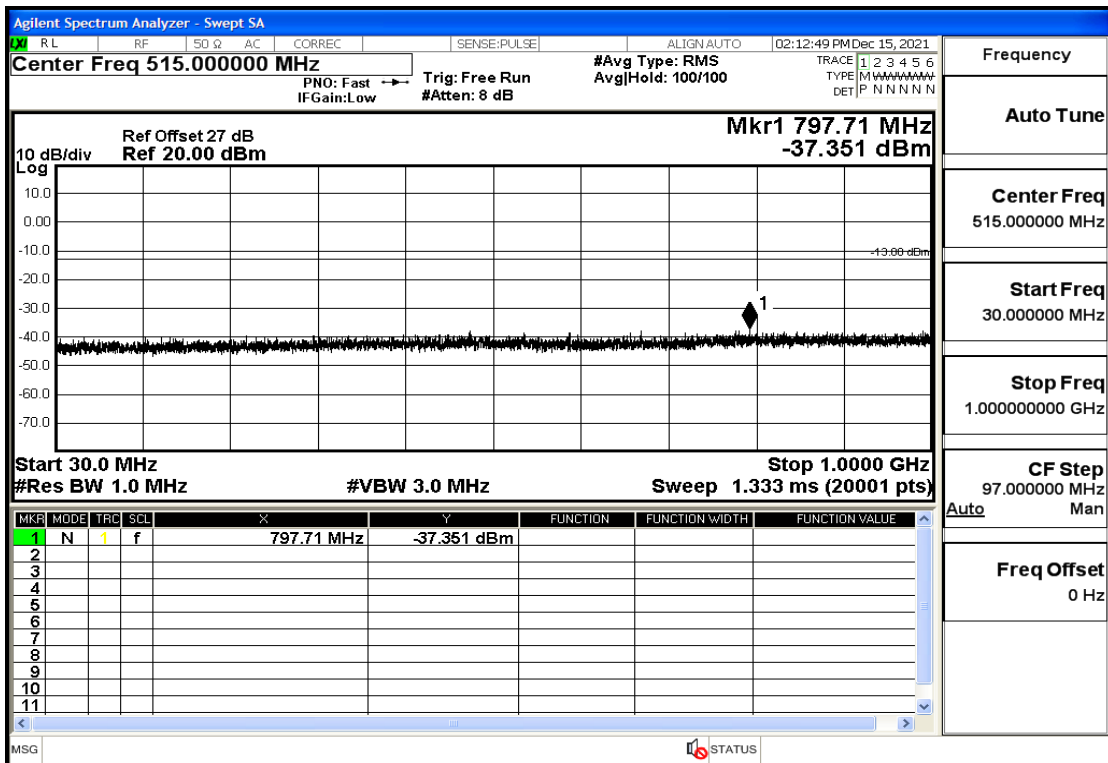 Agilent Spectrum Analyzer - Swept SA
LXI RL RF 50 Ω AC CORREC SENSE:PULSE ALIGN AUTO 02:12:49 PM Dec 15, 2021
Center Freq 515.000000 MHz
PNO: Fast
IFGain:Low
Trig: Free Run
#Atten: 8 dB
#Avg Type: RMS
Avg|Hold: 100/100
TRACE 1 2 3 4 5 6
TYPE M W W W W W
DET P N N N N N
Ref Offset 27 dB
10 dB/div Ref 20.00 dBm
Mkr1 797.71 MHz
-37.351 dBm
Log
10.0
0.00
-10.0
-13.00 dBm
-20.0
-30.0
1
-40.0
-50.0
-60.0
-70.0
Start 30.0 MHz Stop 1.0000 GHz
#Res BW 1.0 MHz #VBW 3.0 MHz Sweep 1.333 ms (20001 pts)
MKR MODE TRC SCL X Y FUNCTION FUNCTION WIDTH FUNCTION VALUE
1 N 1 f 797.71 MHz -37.351 dBm
2
3
4
5
6
7
8
9
10
11
MSG STATUS
Frequency
Auto Tune
Center Freq
515.000000 MHz
Start Freq
30.000000 MHz
Stop Freq
1.000000000 GHz
CF Step
97.000000 MHz
Auto Man
Freq Offset
0 Hz